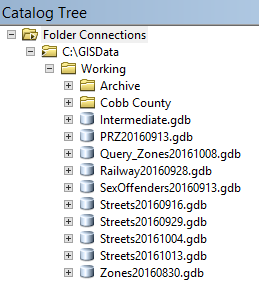 Catalog Tree
Folder Connections
C:\GISData
Working
Archive
Cobb County
Intermediate.gdb
PRZ20160913.gdb
Query_Zones20161008.gdb
Railway20160928.gdb
SexOffenders20160913.gdb
Streets20160916.gdb
Streets20160929.gdb
Streets20161004.gdb
Streets20161013.gdb
Zones20160830.gdb